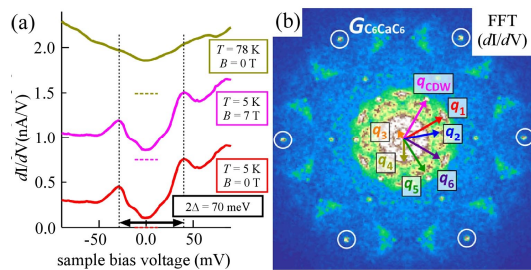 (a)
2.0
1.5
1.0
0.5
0.0
dI/dV(nA/V)
T = 78 K
B = 0 T
T = 5 K
B = 7 T
T = 5 K
B = 0 T
2Δ = 70 meV
-50
0
50
sample bias voltage (mV)
(b)
G_C6CaC6
FFT
(dI/dV)
q_CDW
q_1
q_2
q_3
q_4
q_5
q_6